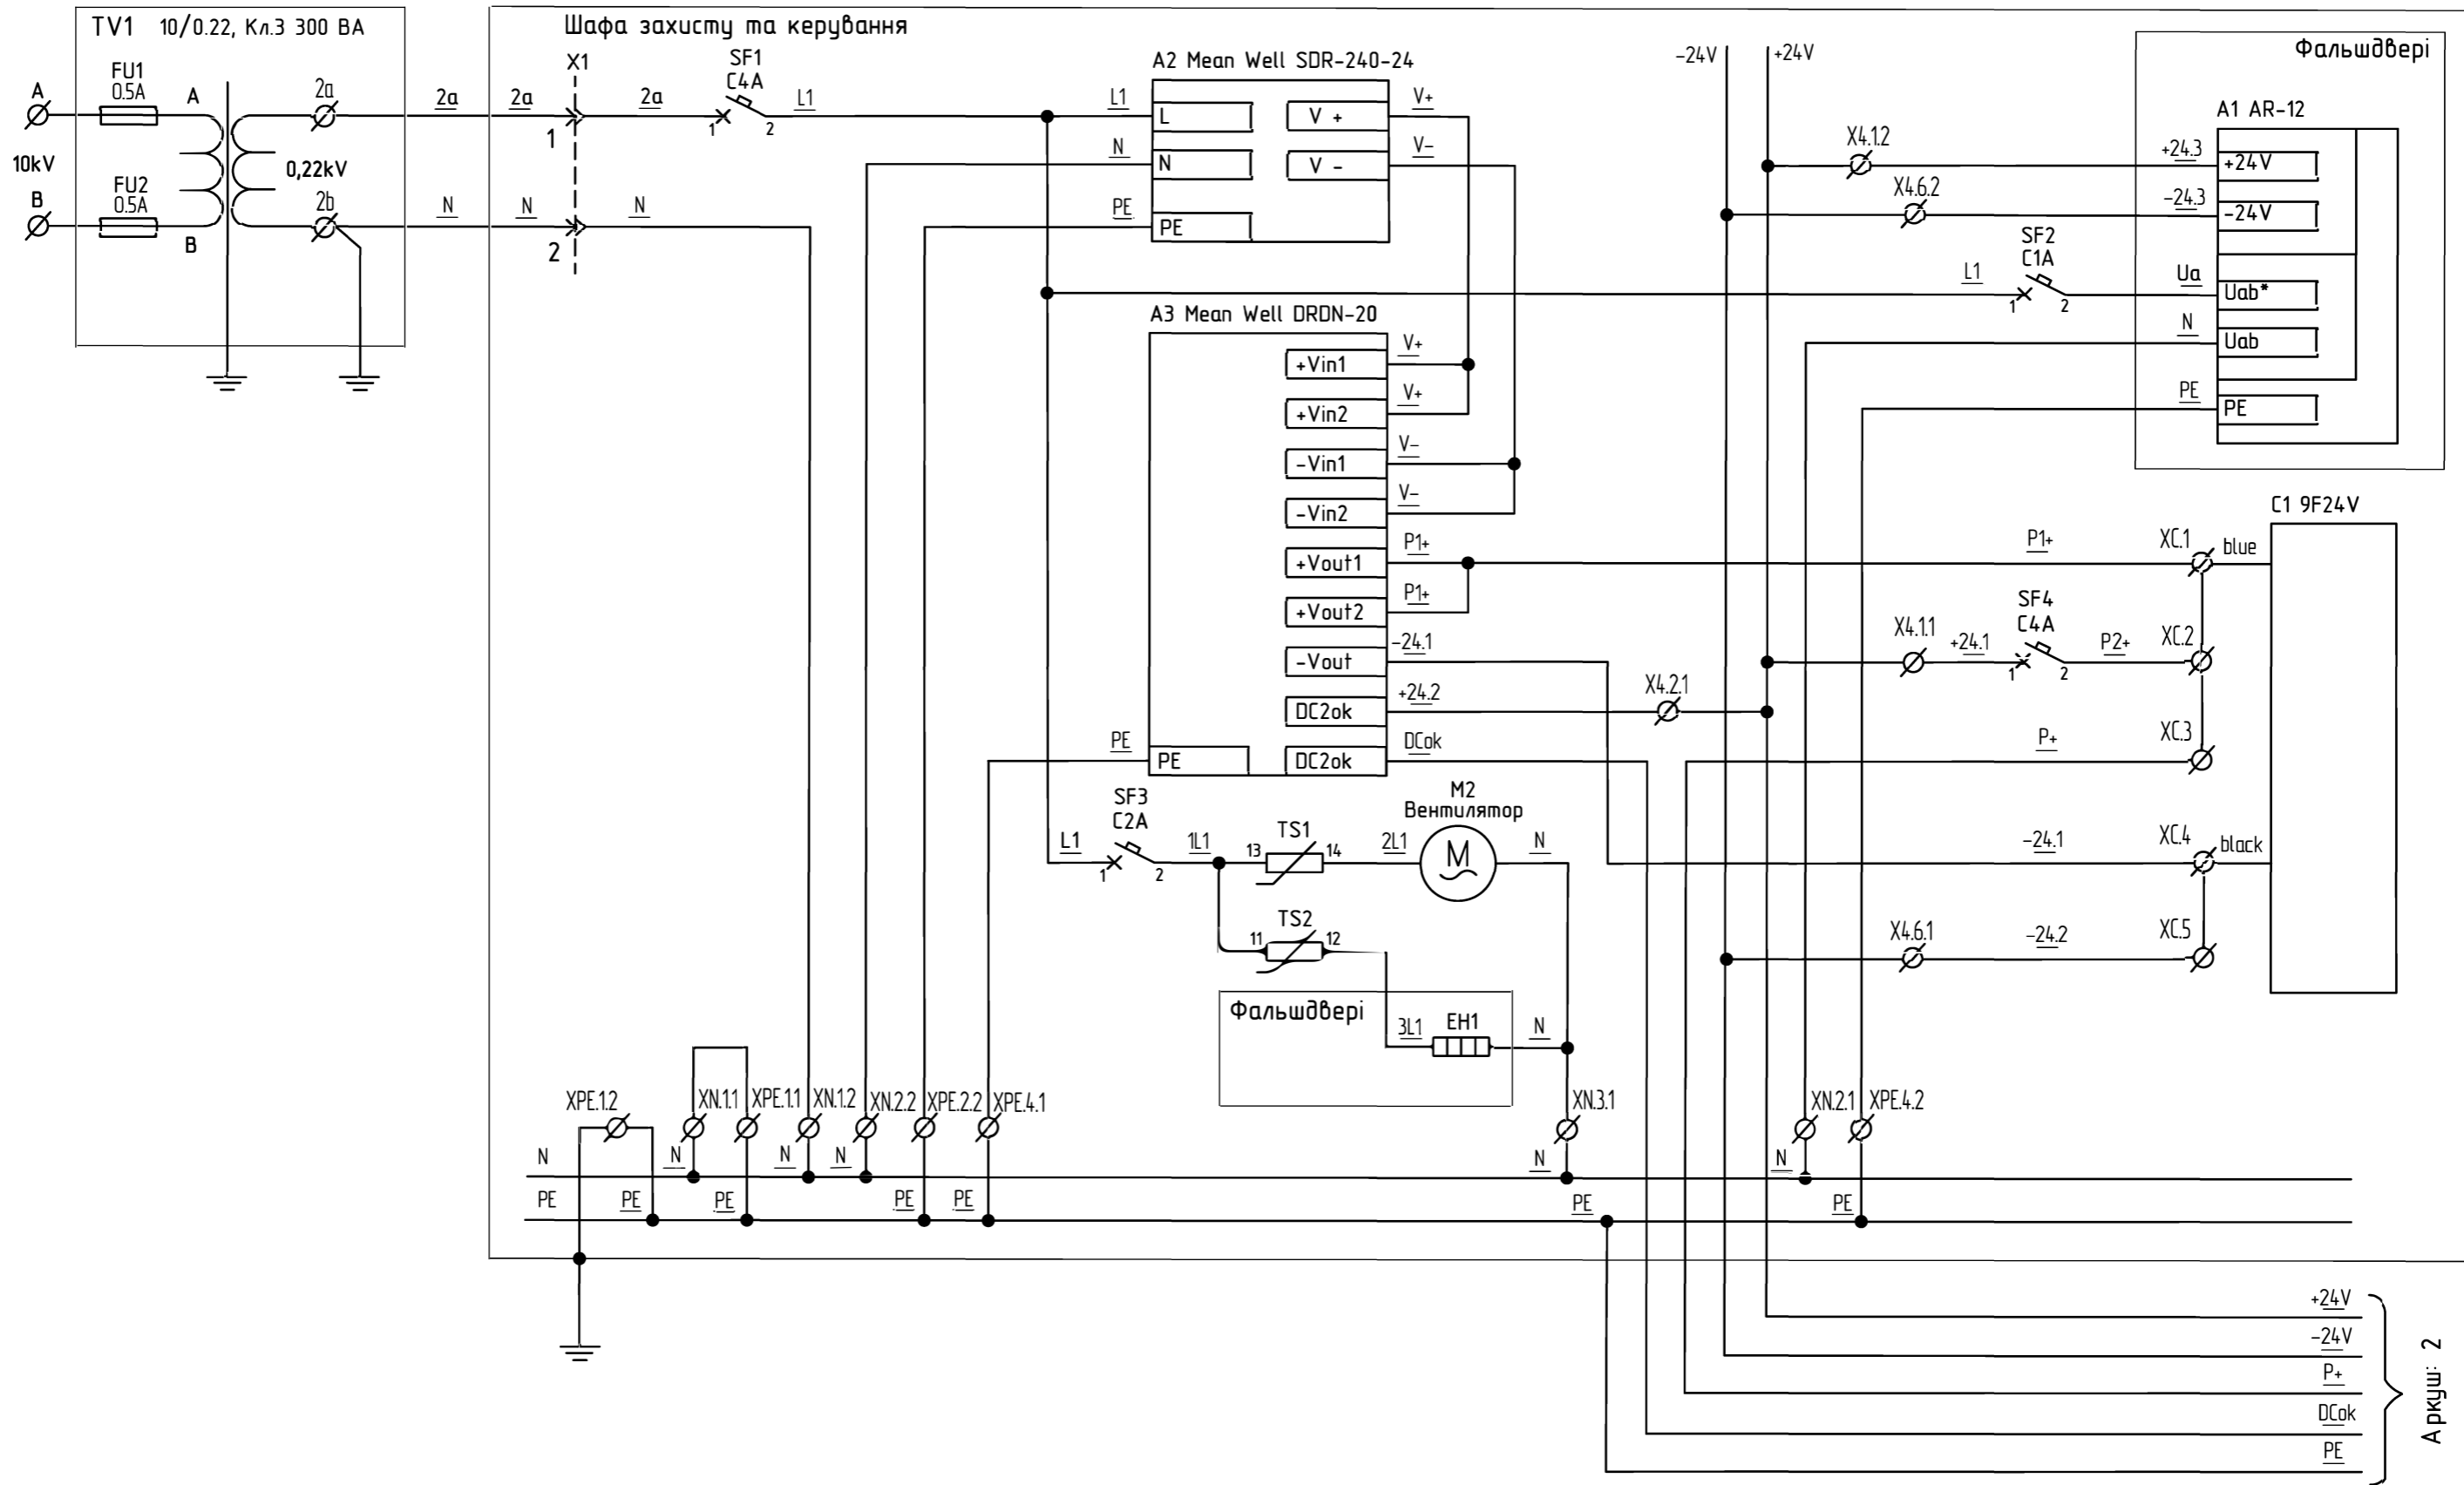 TV1 10/0.22, Кл.3 300 ВА
FU1
0.5A
A
A
2a
10kV
0,22kV
FU2
0.5A
B
B
2b
2a
N
Шафа захисту та керування
X1
2a
1
2a
N
2
N
SF1
C4A
1
2
L1
A2 Mean Well SDR-240-24
L1
L
V +
V+
N
N
V -
V-
PE
PE
A3 Mean Well DRDN-20
+Vin1
V+
+Vin2
V+
-Vin1
V-
-Vin2
V-
+Vout1
P1+
+Vout2
P1+
-Vout
-24.1
DC2ok
+24.2
X4.2.1
PE
PE
DC2ok
DCok
-24V
+24V
Фальшдвері
A1 AR-12
X4.1.2
+24.3
+24V
X4.6.2
-24.3
-24V
SF2
C1A
L1
1
2
Ua
Uab*
N
Uab
PE
PE
C1 9F24V
P1+
XC.1
blue
X4.1.1
+24.1
SF4
C4A
1
2
P2+
XC.2
P+
XC.3
-24.1
XC.4
black
X4.6.1
-24.2
XC.5
SF3
C2A
L1
1
2
1L1
TS1
13
14
2L1
M2
Вентилятор
M
N
TS2
11
12
Фальшдвері
3L1
EH1
N
XPE.1.2
XN.1.1
XPE.1.1
XN.1.2
XN.2.2
XPE.2.2
XPE.4.1
XN.3.1
XN.2.1
XPE.4.2
N
N
N
N
N
N
PE
PE
PE
PE
PE
PE
PE
+24V
-24V
P+
DCok
PE
Аркуш: 2